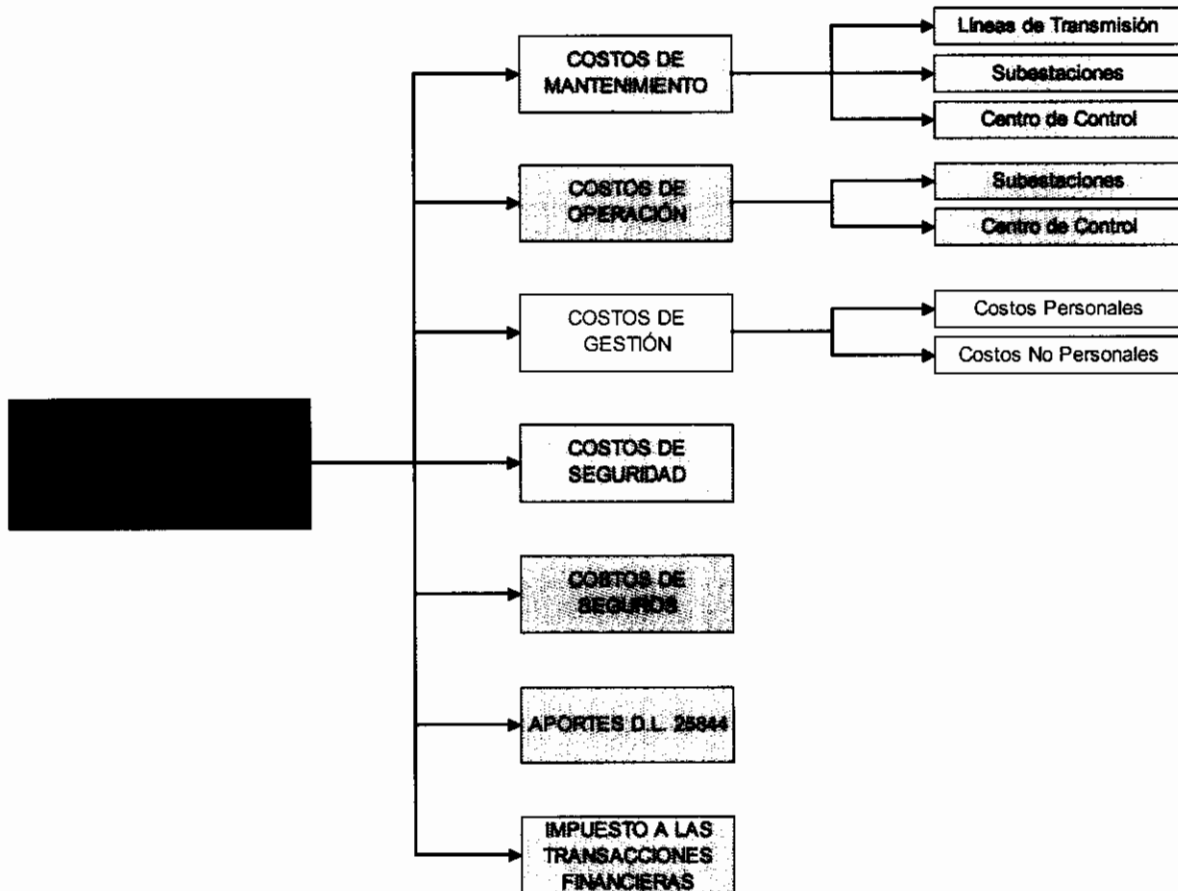 COSTOS DE
MANTENIMIENTO
Líneas de Transmisión
Subestaciones
Centro de Control
COSTOS DE
OPERACIÓN
Subestaciones
Centro de Control
COSTOS DE
GESTIÓN
Costos Personales
Costos No Personales
COSTOS DE
SEGURIDAD
COSTOS DE
SEGUROS
APORTES D.L. 25844
IMPUESTO A LAS
TRANSACCIONES
FINANCIERAS